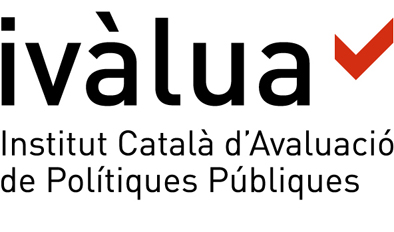 ivàlua
Institut Català d'Avaluació
de Polítiques Públiques